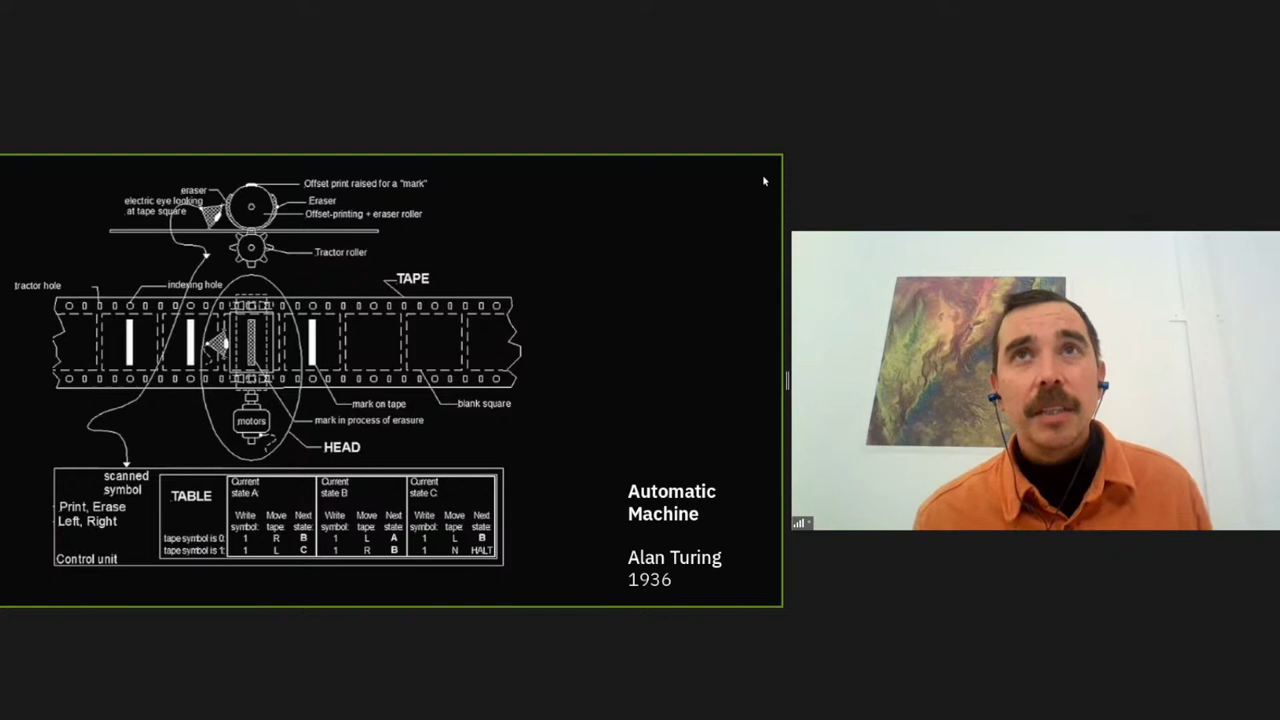 Offset print raised for a "mark"
eraser
electric eye looking
at tape square
Eraser
Offset-printing + eraser roller
Tractor roller
tractor hole
indexing hole
TAPE
mark on tape
blank square
motors
mark in process of erasure
HEAD
scanned
symbol
Print, Erase
Left, Right
Control unit
TABLE
Current
state A:
Current
state B:
Current
state C:
Write
symbol:
Move
tape:
Next
state:
Write
symbol:
Move
tape:
Next
state:
Write
symbol:
Move
tape:
Next
state:
tape symbol is 0: 1 R B 1 L A 1 L B
tape symbol is 1: 1 L C 1 R B 1 N HALT
Automatic
Machine
Alan Turing
1936